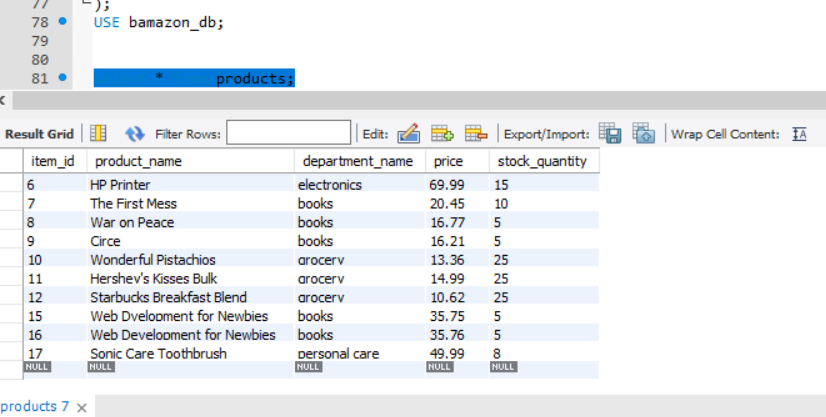 77 );
78 USE bamazon_db;
79
80
81 * products;
Result Grid Filter Rows: Edit: Export/Import: Wrap Cell Content:
item_id product_name department_name price stock_quantity
6 HP Printer electronics 69.99 15
7 The First Mess books 20.45 10
8 War on Peace books 16.77 5
9 Circe books 16.21 5
10 Wonderful Pistachios grocery 13.36 25
11 Hershey's Kisses Bulk grocery 14.99 25
12 Starbucks Breakfast Blend grocery 10.62 25
15 Web Dvelopment for Newbies books 35.75 5
16 Web Development for Newbies books 35.76 5
17 Sonic Care Toothbrush personal care 49.99 8
NULL NULL NULL NULL NULL
products 7